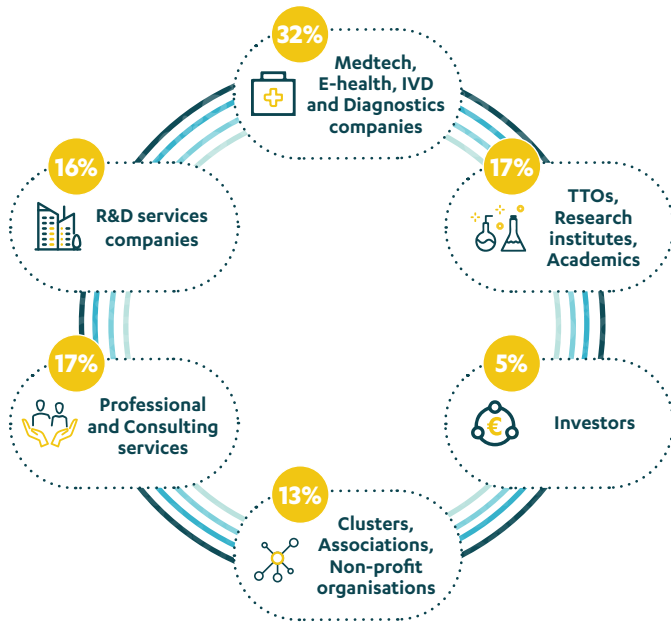 32%
Medtech,
E-health, IVD
and Diagnostics
companies
17%
TTOs,
Research
institutes,
Academics
5%
€
Investors
13%
Clusters,
Associations,
Non-profit
organisations
17%
Professional
and Consulting
services
16%
R&D services
companies